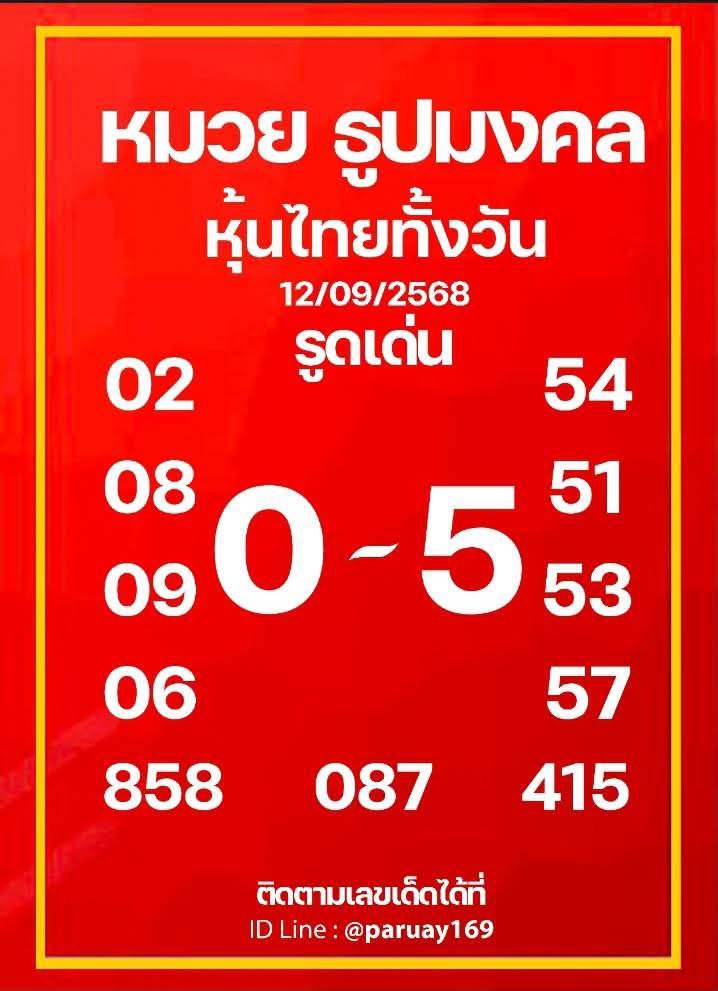 หมวย ธูปมงคล
หุ้นไทยทั้งวัน
12/09/2568
รูดเด่น
02 54
08 51
0 - 5
09 53
06 57
858 087 415
ติดตามเลขเด็ดได้ที่
ID Line : @paruay169